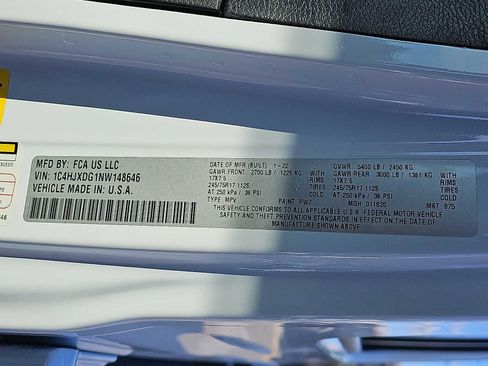 MFD BY: FCA US LLC
VIN: 1C4HJXDG1NW148646
VEHICLE MADE IN: U.S.A.
DATE OF MFR (BUILT) 1-22 GVWR 5400 LB / 2450 KG
GAWR FRONT 2700 LB / 1225 KG WITH GAWR REAR 3000 LB / 1361 KG WITH
17X7.5 RIMS 17X7.5 RIMS
245/75R17 112S TIRES 245/75R17 112S TIRES
AT 250 kPa / 36 PSI COLD AT 250 kPa / 36 PSI COLD
TYPE MPV PAINT PW7 MDH 011820 MKT 875
THIS VEHICLE CONFORMS TO ALL APPLICABLE U.S.A. FEDERAL MOTOR VEHICLE
SAFETY AND THEFT PREVENTION STANDARDS IN EFFECT ON THE DATE OF
MANUFACTURE SHOWN ABOVE
646